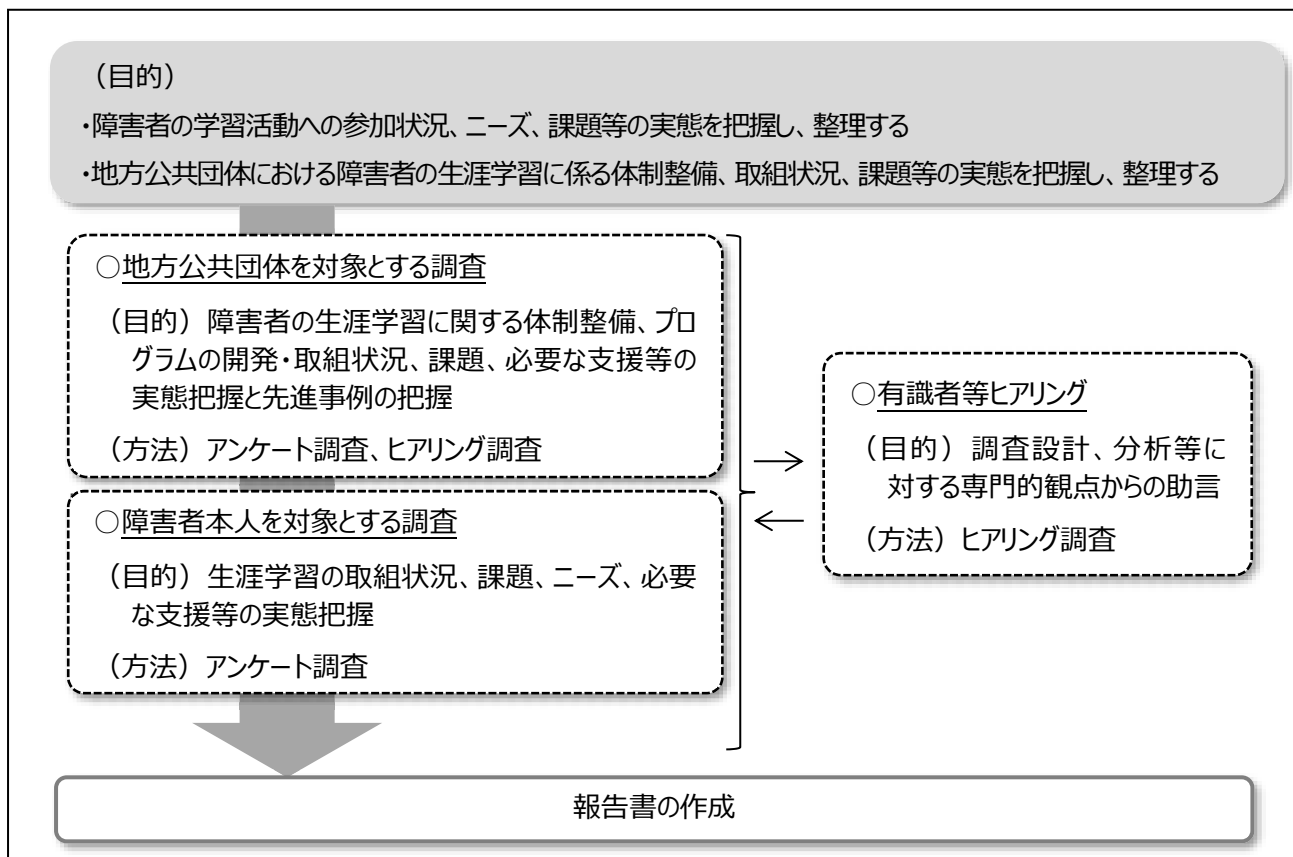 （目的）
・障害者の学習活動への参加状況、ニーズ、課題等の実態を把握し、整理する
・地方公共団体における障害者の生涯学習に係る体制整備、取組状況、課題等の実態を把握し、整理する
○地方公共団体を対象とする調査
（目的）障害者の生涯学習に関する体制整備、プロ
グラムの開発・取組状況、課題、必要な支援等の
実態把握と先進事例の把握
（方法）アンケート調査、ヒアリング調査
○障害者本人を対象とする調査
（目的）生涯学習の取組状況、課題、ニーズ、必要
な支援等の実態把握
（方法）アンケート調査
○有識者等ヒアリング
（目的）調査設計、分析等に
対する専門的観点からの助言
（方法）ヒアリング調査
報告書の作成